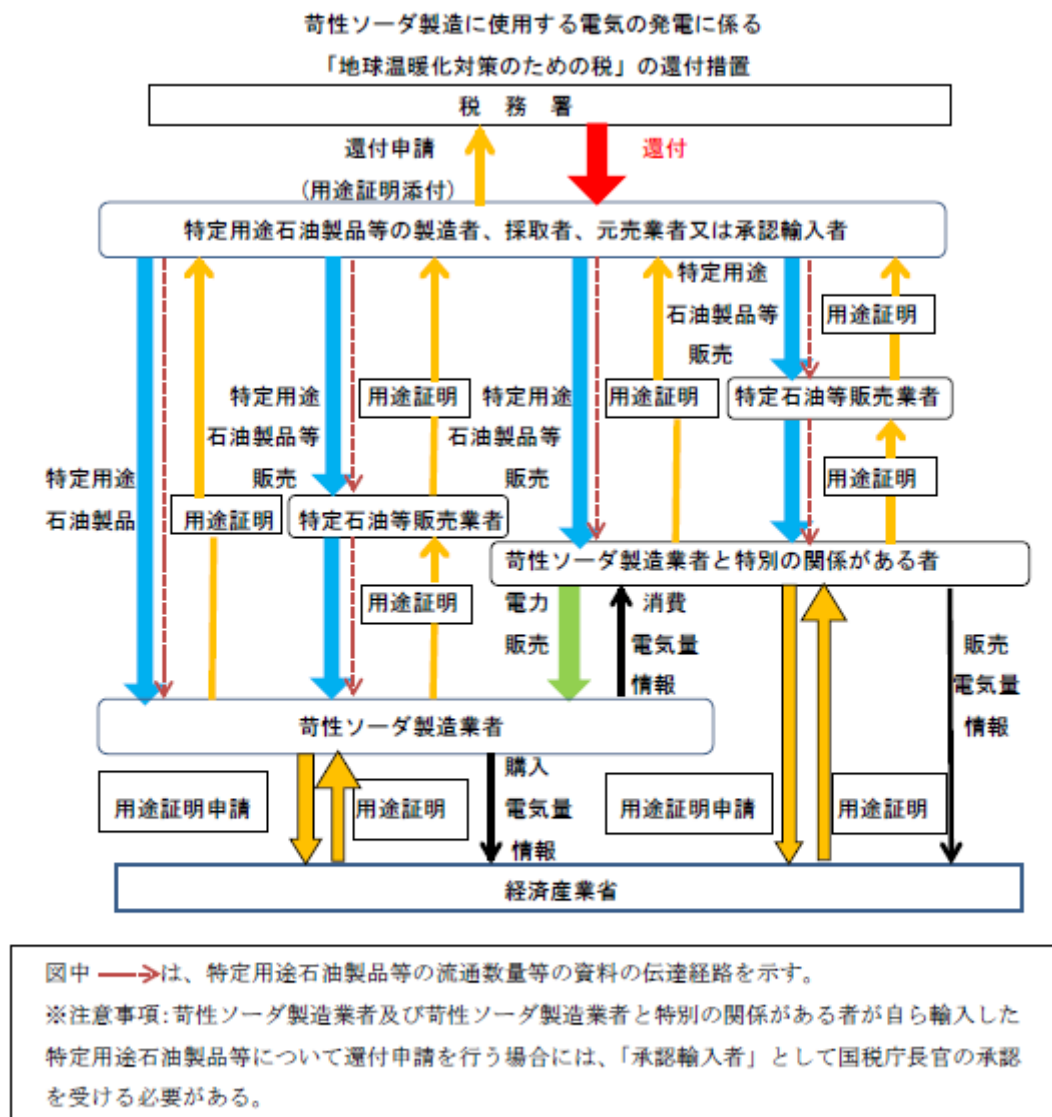 苛性ソーダ製造に使用する電気の発電に係る
「地球温暖化対策のための税」の還付措置
税　務　署
還付申請
(用途証明添付)
還付
特定用途石油製品等の製造者、採取者、元売業者又は承認輸入者
特定用途
石油製品等
販売
用途証明
特定石油等販売業者
用途証明
特定用途
石油製品等
販売
用途証明
特定用途
石油製品等
販売
用途証明
特定用途
石油製品
用途証明
特定石油等販売業者
用途証明
苛性ソーダ製造業者と特別の関係がある者
電力
販売
消費
電気量
情報
販売
電気量
情報
苛性ソーダ製造業者
用途証明申請
用途証明
購入
電気量
情報
用途証明申請
用途証明
経済産業省
図中 は、特定用途石油製品等の流通数量等の資料の伝達経路を示す。
※注意事項:苛性ソーダ製造業者及び苛性ソーダ製造業者と特別の関係がある者が自ら輸入した
特定用途石油製品等について還付申請を行う場合には、「承認輸入者」として国税庁長官の承認
を受ける必要がある。